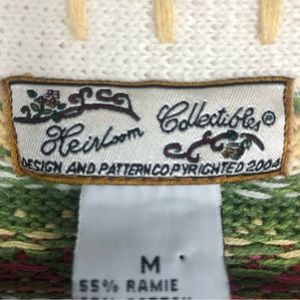 Heirloom Collectibles®
DESIGN AND PATTERN COPYRIGHTED 2004
M
55% RAMIE